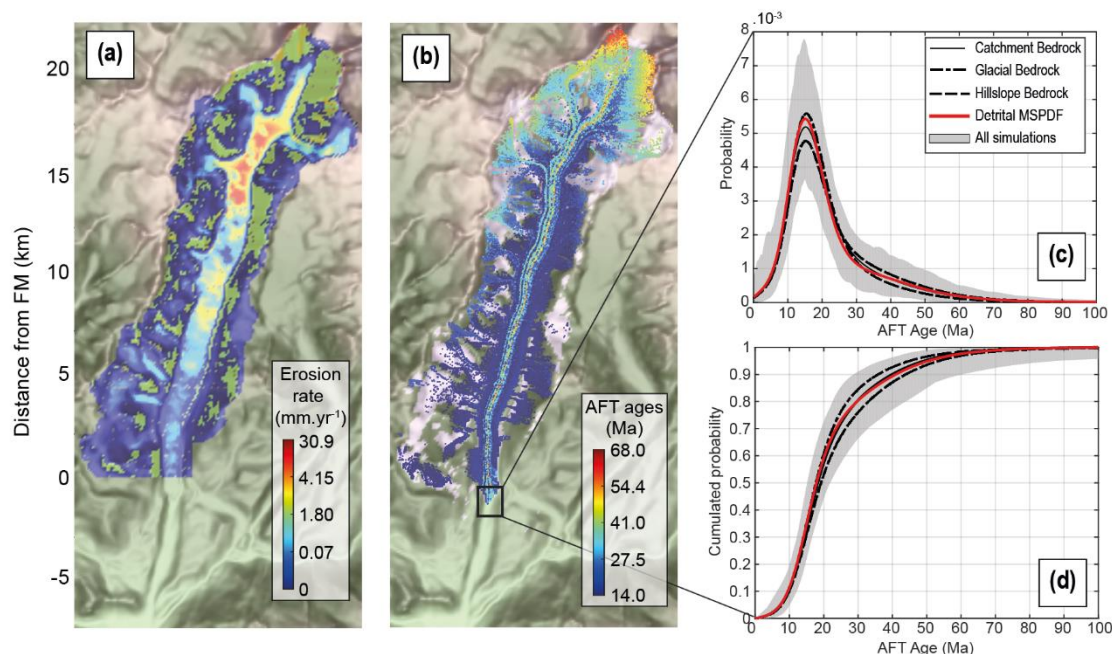 (a)
(b)
Distance from FM (km)
20
15
10
5
0
-5
Erosion
rate
(mm.yr⁻¹)
30.9
4.15
1.80
0.07
0
AFT ages
(Ma)
68.0
54.4
41.0
27.5
14.0
8 ×10⁻³
7
6
5
4
3
2
1
0
Probability
Catchment Bedrock
Glacial Bedrock
Hillslope Bedrock
Detrital MSPDF
All simulations
(c)
0 10 20 30 40 50 60 70 80 90 100
AFT Age (Ma)
1
0.9
0.8
0.7
0.6
0.5
0.4
0.3
0.2
0.1
0
Cumulated probability
(d)
0 10 20 30 40 50 60 70 80 90 100
AFT Age (Ma)